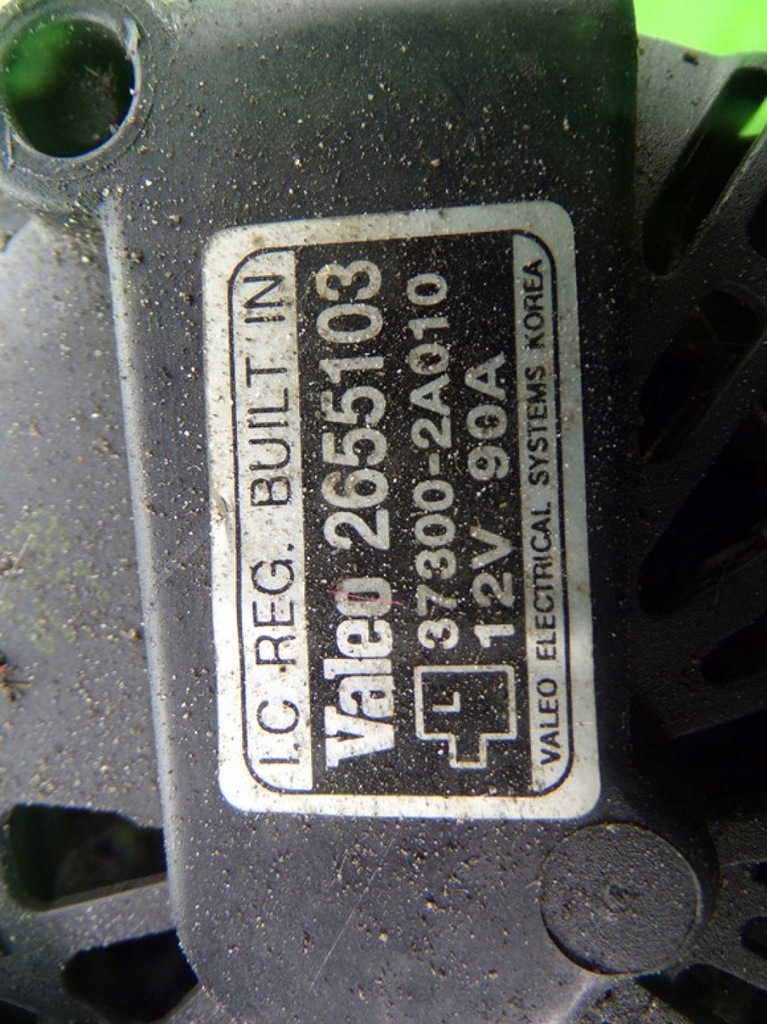 I.C REG. BUILT IN
Valeo 2655103
37300-2A010
L
12V 90A
VALEO ELECTRICAL SYSTEMS KOREA